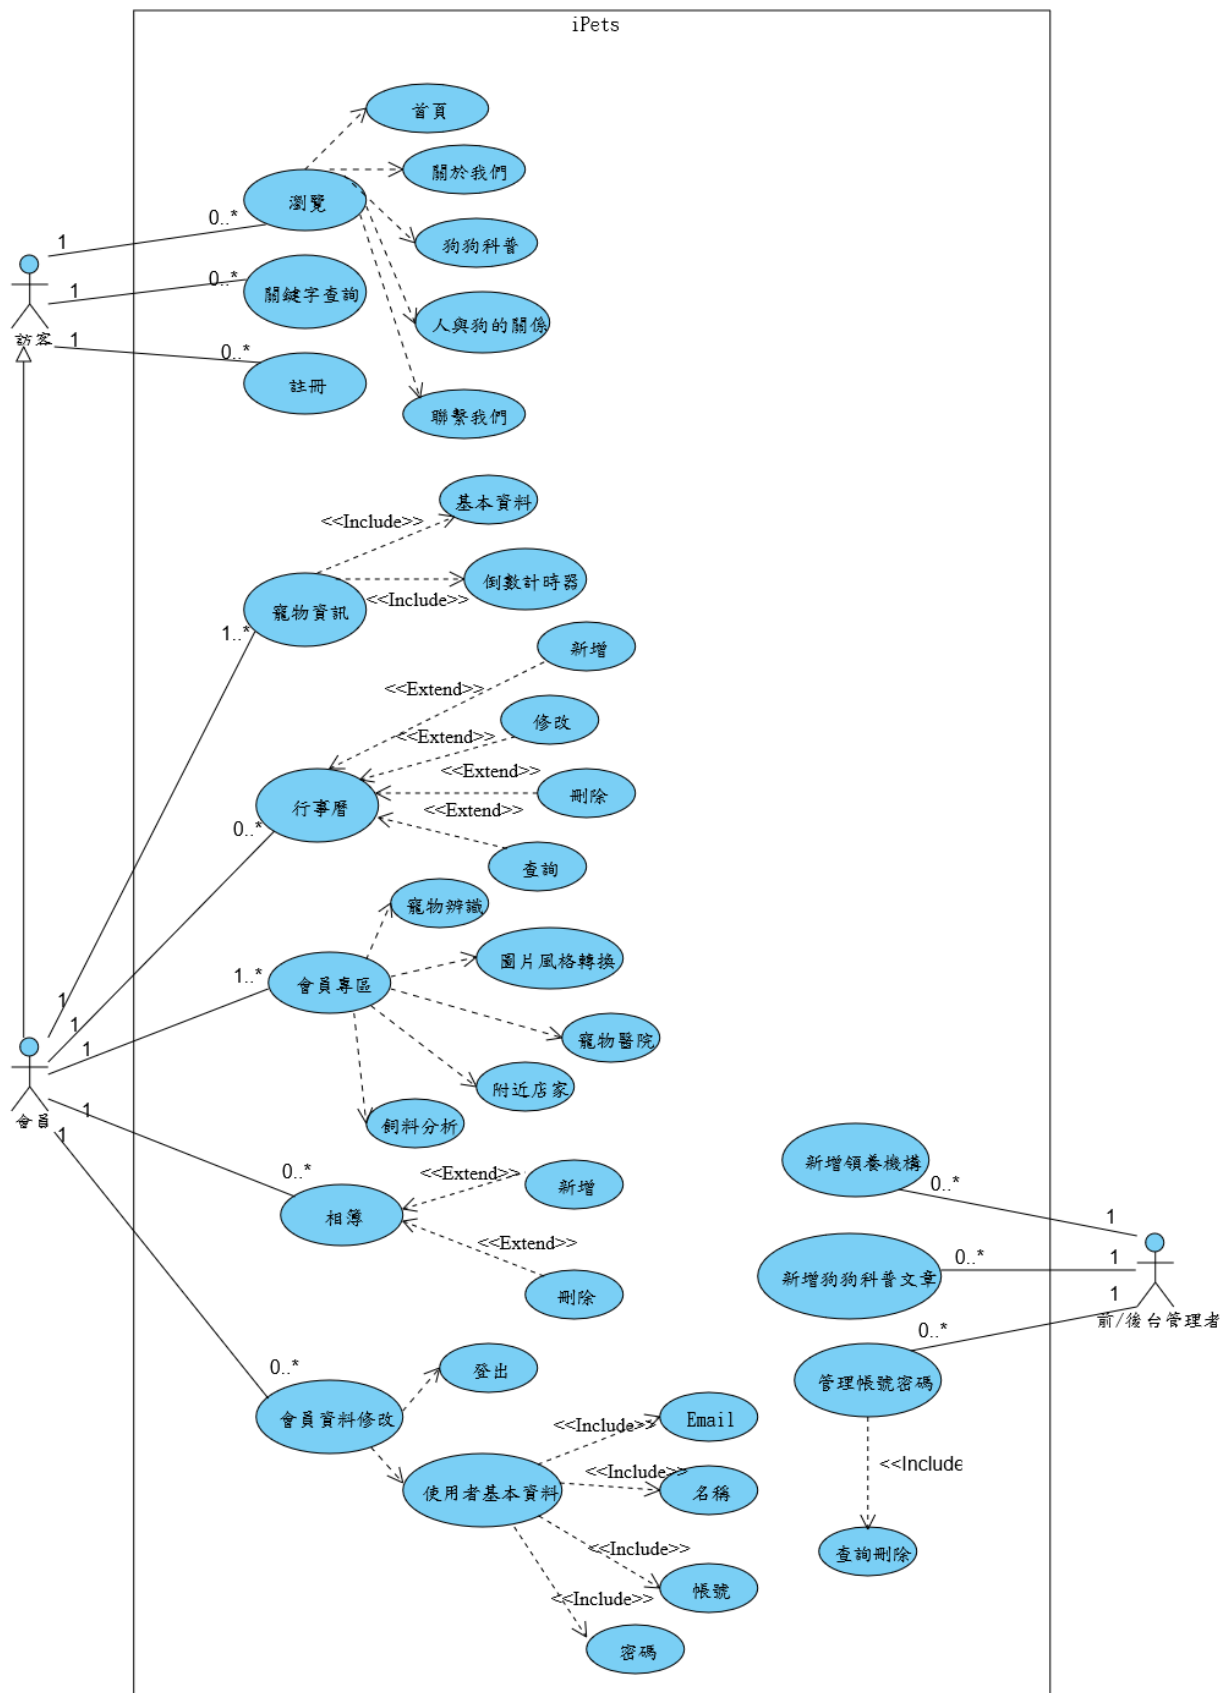 iPets
首頁
關於我們
瀏覽
0..*
1
狗狗科普
關鍵字查詢
0..*
1
人與狗的關係
訪客
1
0..*
註冊
聯繫我們
基本資料
<<Include>>
倒數計時器
<<Include>>
寵物資訊
1..*
新增
<<Extend>>
修改
<<Extend>>
<<Extend>>
刪除
行事曆
<<Extend>>
0..*
查詢
寵物辨識
圖片風格轉換
會員專區
1..*
1
1
寵物醫院
1
附近店家
會員
1
飼料分析
1
新增領養機構
0..*
1
<<Extend>>
新增
0..*
相簿
<<Extend>>
刪除
新增狗狗科普文章
0..*
1
1
前/後台管理者
0..*
管理帳號密碼
登出
0..*
會員資料修改
<<Include>>
Email
<<Include
<<Include>>
名稱
使用者基本資料
查詢刪除
<<Include>>
帳號
<<Include>>
密碼